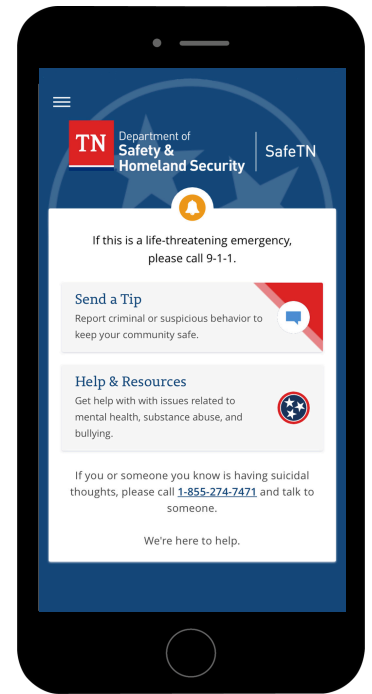 TN
Department of
Safety &
Homeland Security
SafeTN
If this is a life-threatening emergency,
please call 9-1-1.
Send a Tip
Report criminal or suspicious behavior to
keep your community safe.
Help & Resources
Get help with with issues related to
mental health, substance abuse, and
bullying.
If you or someone you know is having suicidal
thoughts, please call 1-855-274-7471 and talk to
someone.
We're here to help.